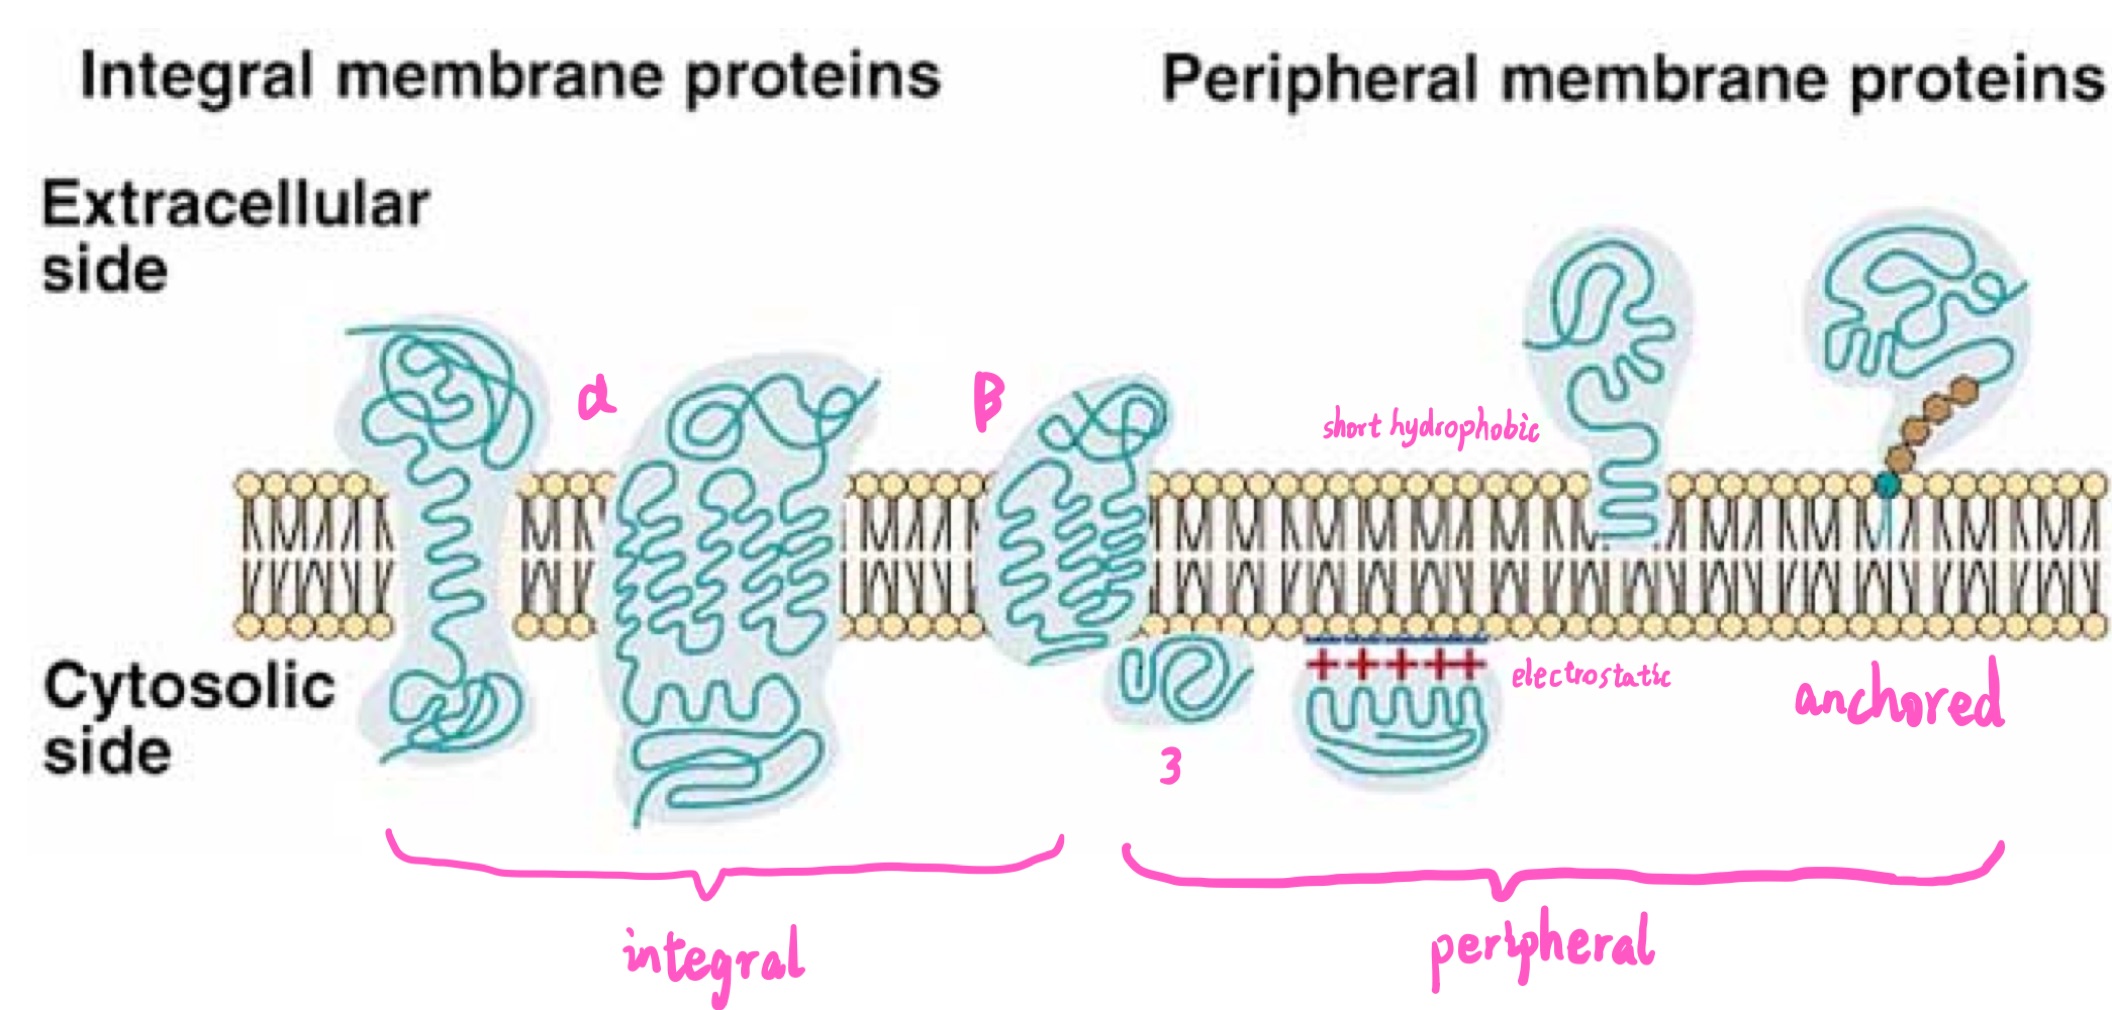 Integral membrane proteins
Peripheral membrane proteins
Extracellular
side
α
β
short hydrophobic
+ + + + +
electrostatic
Cytosolic
side
anchored
3
integral
peripheral